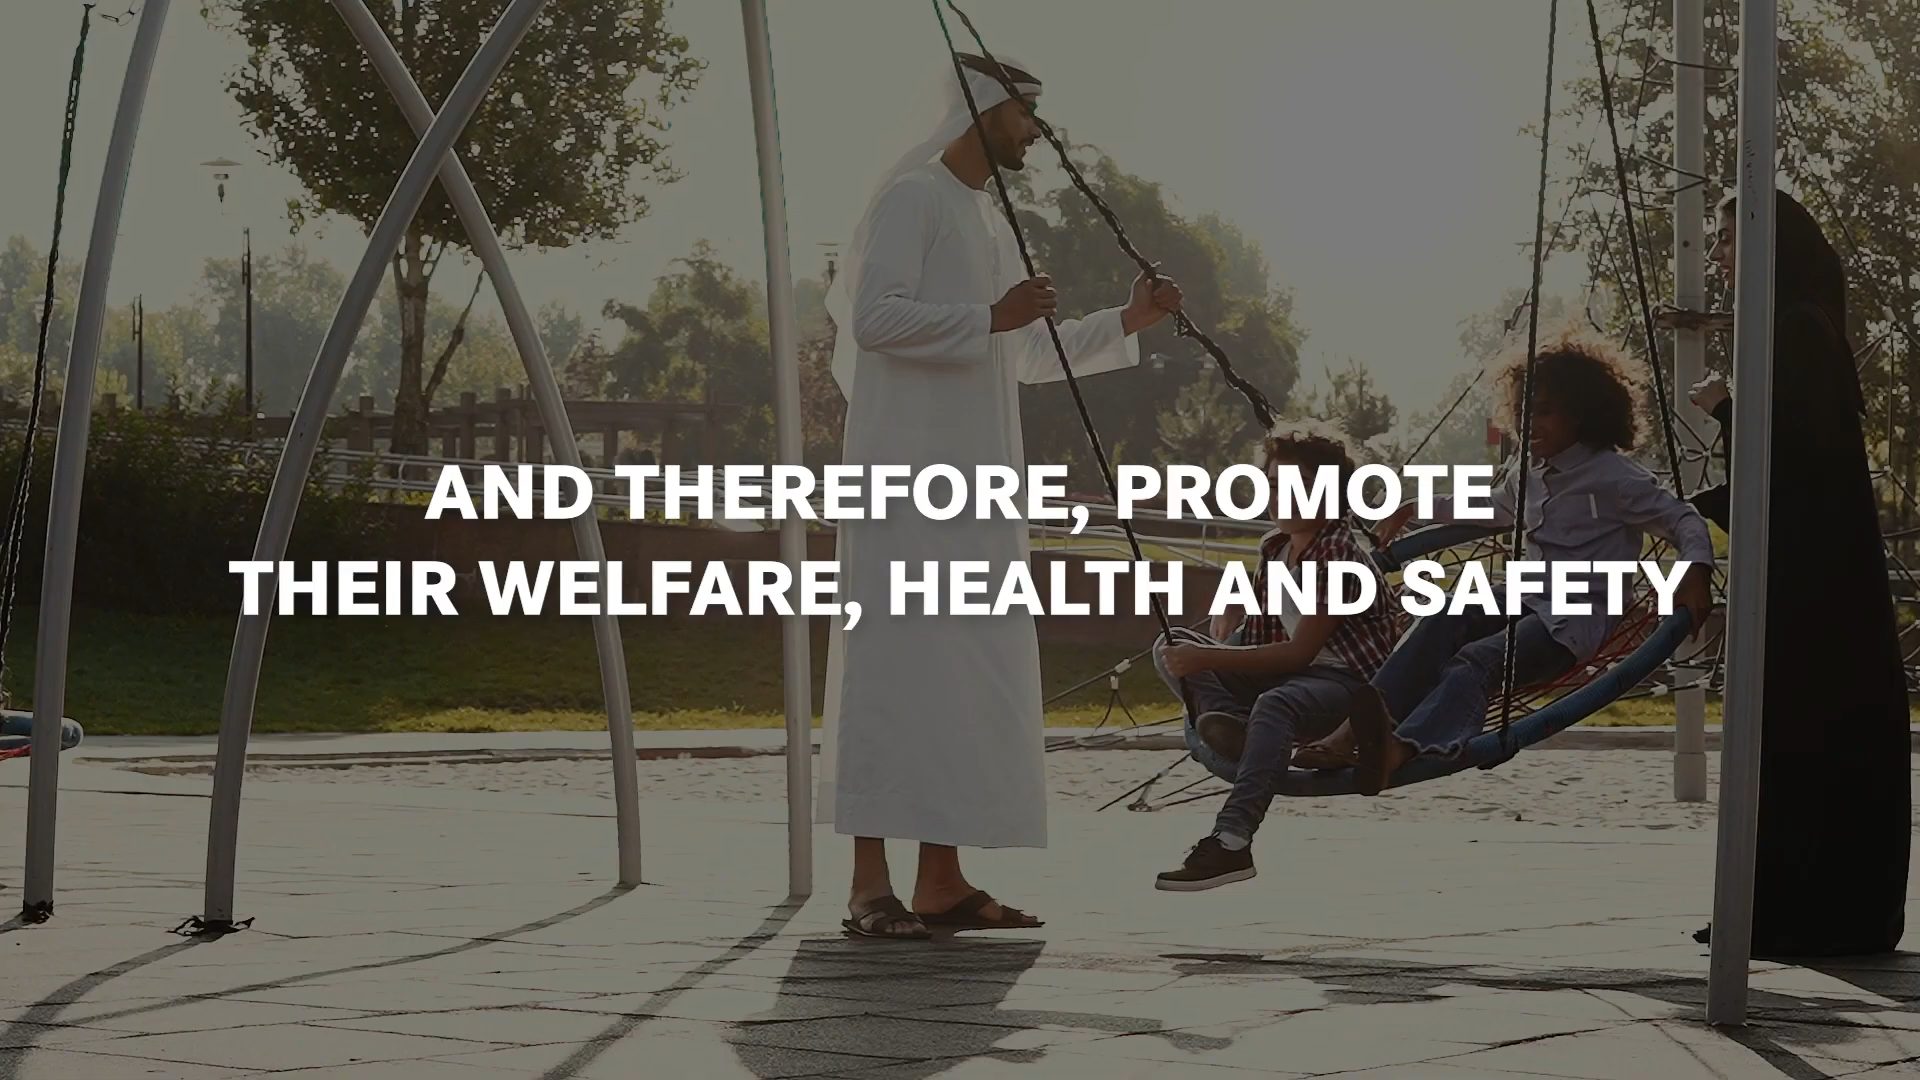 AND THEREFORE, PROMOTE
THEIR WELFARE, HEALTH AND SAFETY